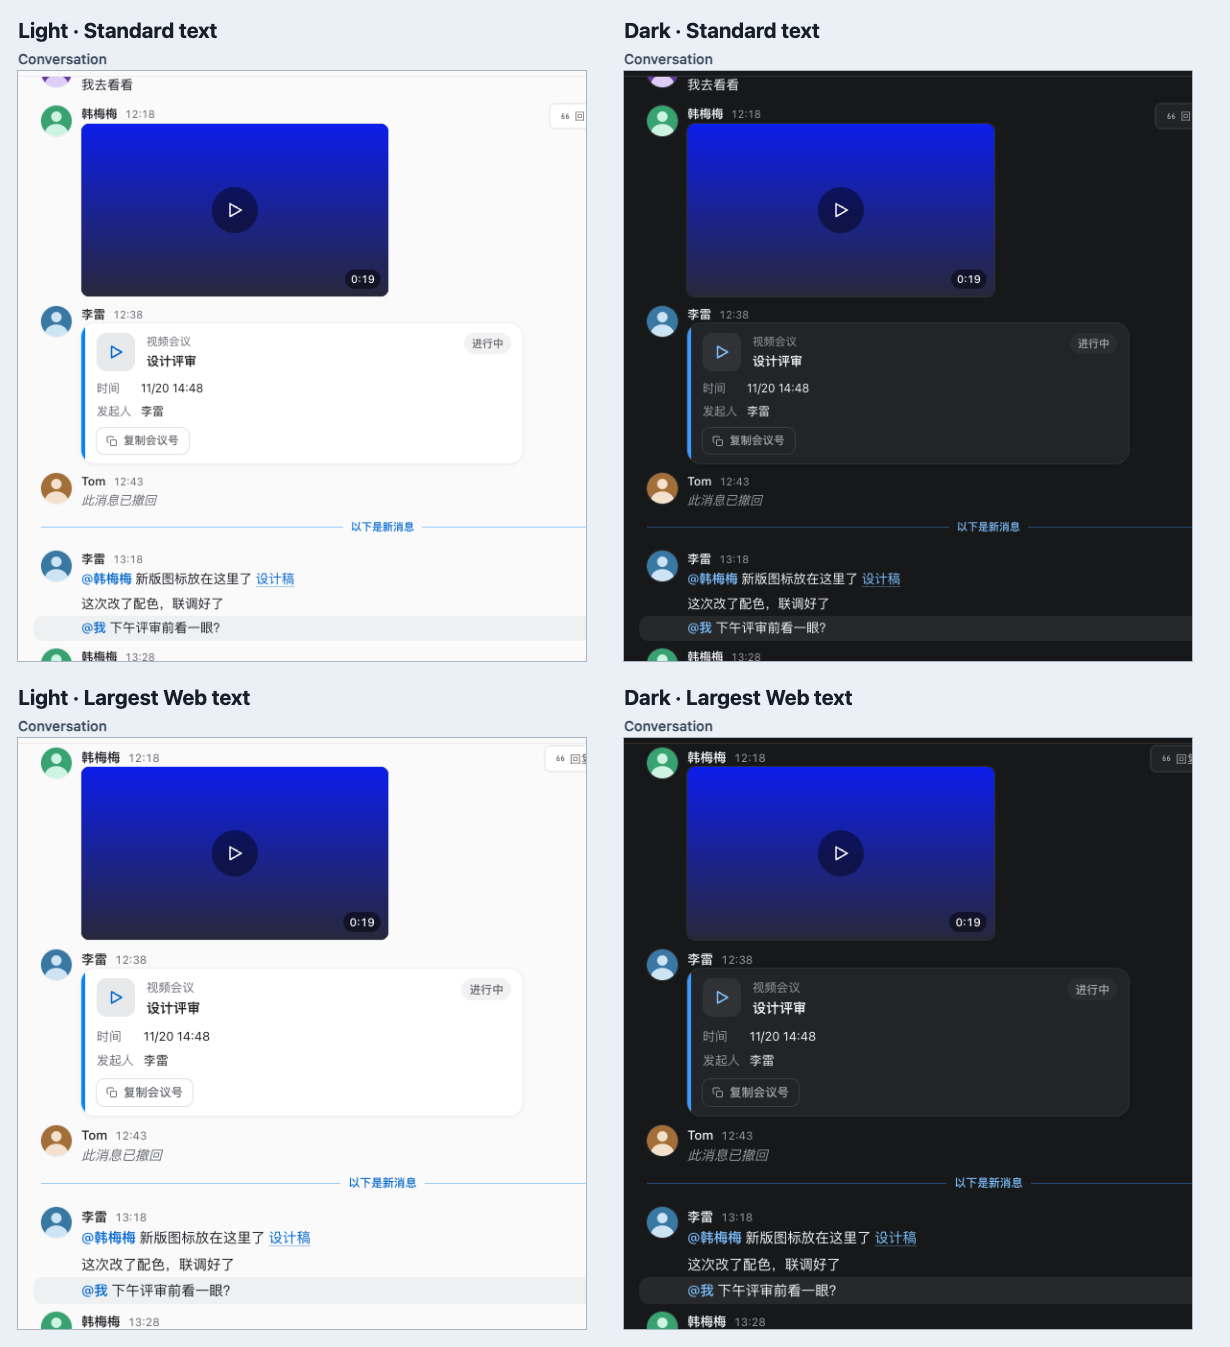 Light · Standard text
Conversation
我去看看
韩梅梅 12:18
66 回
0:19
李雷 12:38
视频会议
进行中
设计评审
时间 11/20 14:48
发起人 李雷
复制会议号
Tom 12:43
此消息已撤回
以下是新消息
李雷 13:18
@韩梅梅 新版图标放在这里了 设计稿
这次改了配色，联调好了
@我 下午评审前看一眼？
韩梅梅 13:28
Dark · Standard text
Conversation
我去看看
韩梅梅 12:18
66 回
0:19
李雷 12:38
视频会议
进行中
设计评审
时间 11/20 14:48
发起人 李雷
复制会议号
Tom 12:43
此消息已撤回
以下是新消息
李雷 13:18
@韩梅梅 新版图标放在这里了 设计稿
这次改了配色，联调好了
@我 下午评审前看一眼？
韩梅梅 13:28
Light · Largest Web text
Conversation
韩梅梅 12:18
66 回
0:19
李雷 12:38
视频会议
进行中
设计评审
时间 11/20 14:48
发起人 李雷
复制会议号
Tom 12:43
此消息已撤回
以下是新消息
李雷 13:18
@韩梅梅 新版图标放在这里了 设计稿
这次改了配色，联调好了
@我 下午评审前看一眼？
韩梅梅 13:28
Dark · Largest Web text
Conversation
韩梅梅 12:18
66 回
0:19
李雷 12:38
视频会议
进行中
设计评审
时间 11/20 14:48
发起人 李雷
复制会议号
Tom 12:43
此消息已撤回
以下是新消息
李雷 13:18
@韩梅梅 新版图标放在这里了 设计稿
这次改了配色，联调好了
@我 下午评审前看一眼？
韩梅梅 13:28